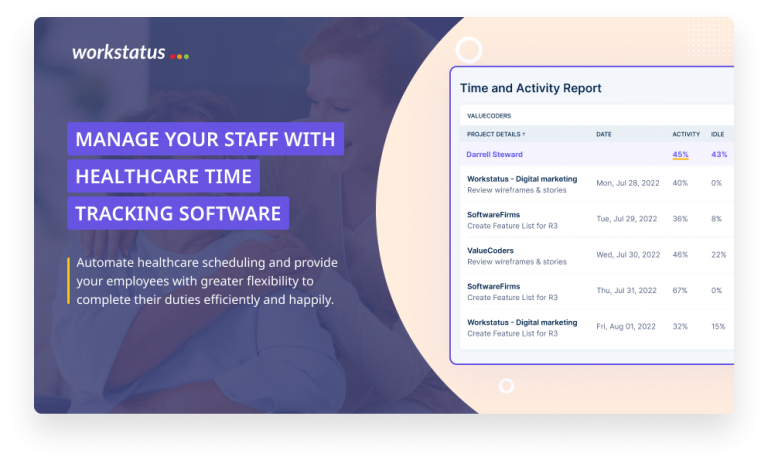 workstatus
MANAGE YOUR STAFF WITH
HEALTHCARE TIME
TRACKING SOFTWARE
Automate healthcare scheduling and provide
your employees with greater flexibility to
complete their duties efficiently and happily.
Time and Activity Report
VALUECODERS
PROJECT DETAILS ↑ DATE ACTIVITY IDLE
Darrell Steward 45% 43%
Workstatus - Digital marketing
Review wireframes & stories
Mon, Jul 28, 2022 40% 0%
SoftwareFirms
Create Feature List for R3
Tue, Jul 29, 2022 36% 8%
ValueCoders
Review wireframes & stories
Wed, Jul 30, 2022 46% 22%
SoftwareFirms
Create Feature List for R3
Thu, Jul 31, 2022 67% 0%
Workstatus - Digital marketing
Create Feature List for R3
Fri, Aug 01, 2022 32% 15%